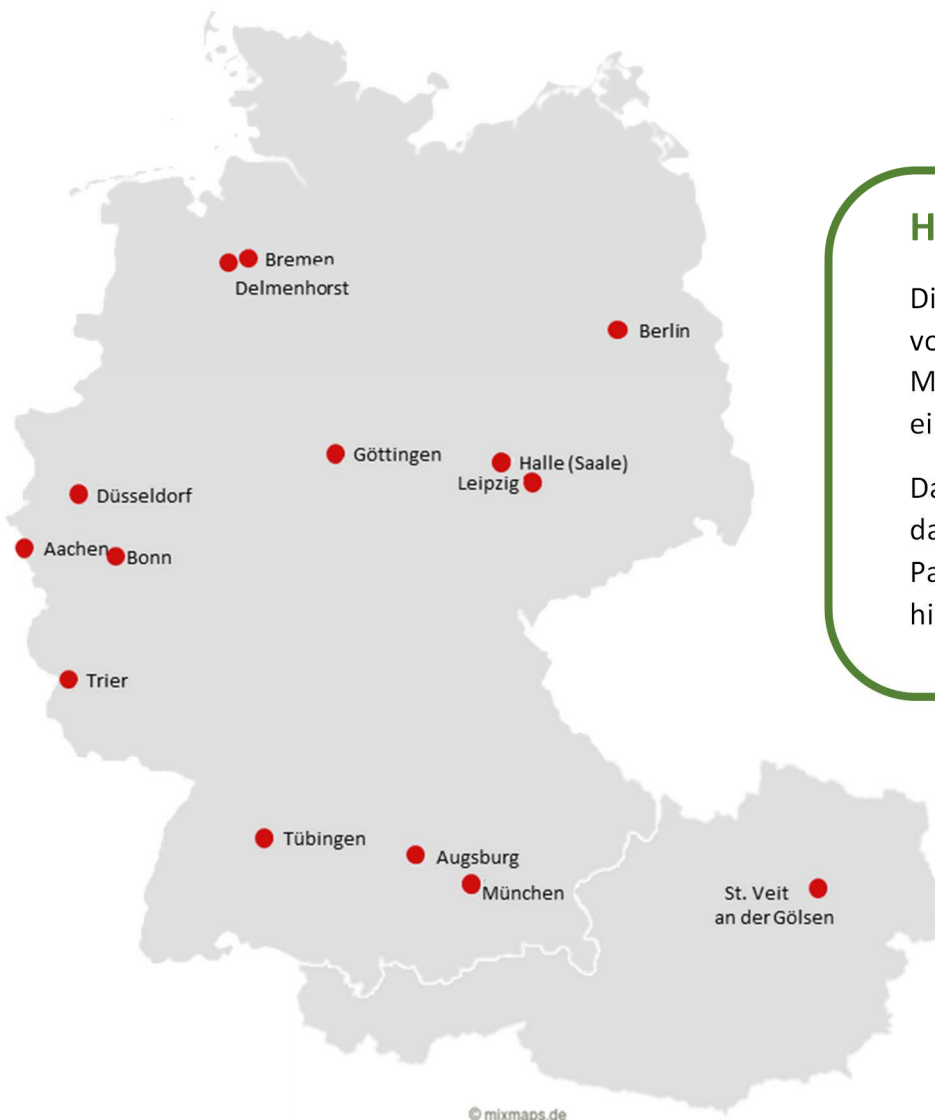 Bremen
Delmenhorst
Berlin
Göttingen
Halle (Saale)
Leipzig
Düsseldorf
Aachen
Bonn
Trier
Tübingen
Augsburg
München
St. Veit
an der Gölsen
H
Di
M
ei
Da
da
Pa
hi
© mixmaps.de